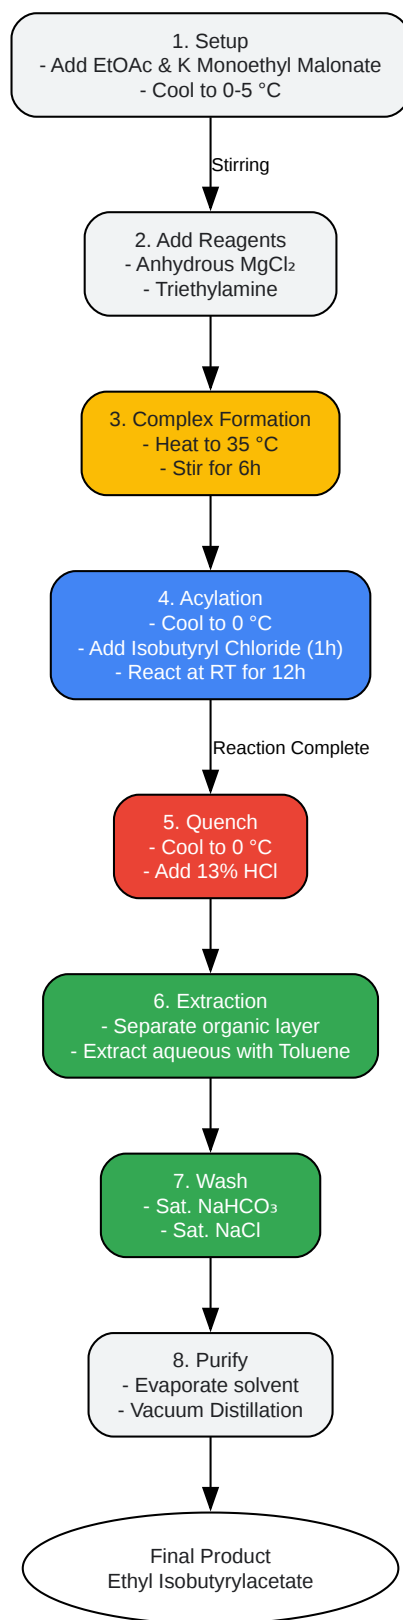 1. Setup
- Add EtOAc & K Monoethyl Malonate
- Cool to 0-5 °C
Stirring
2. Add Reagents
- Anhydrous MgCl₂
- Triethylamine
3. Complex Formation
- Heat to 35 °C
- Stir for 6h
4. Acylation
- Cool to 0 °C
- Add Isobutyryl Chloride (1h)
- React at RT for 12h
Reaction Complete
5. Quench
- Cool to 0 °C
- Add 13% HCl
6. Extraction
- Separate organic layer
- Extract aqueous with Toluene
7. Wash
- Sat. NaHCO₃
- Sat. NaCl
8. Purify
- Evaporate solvent
- Vacuum Distillation
Final Product
Ethyl Isobutyrylacetate